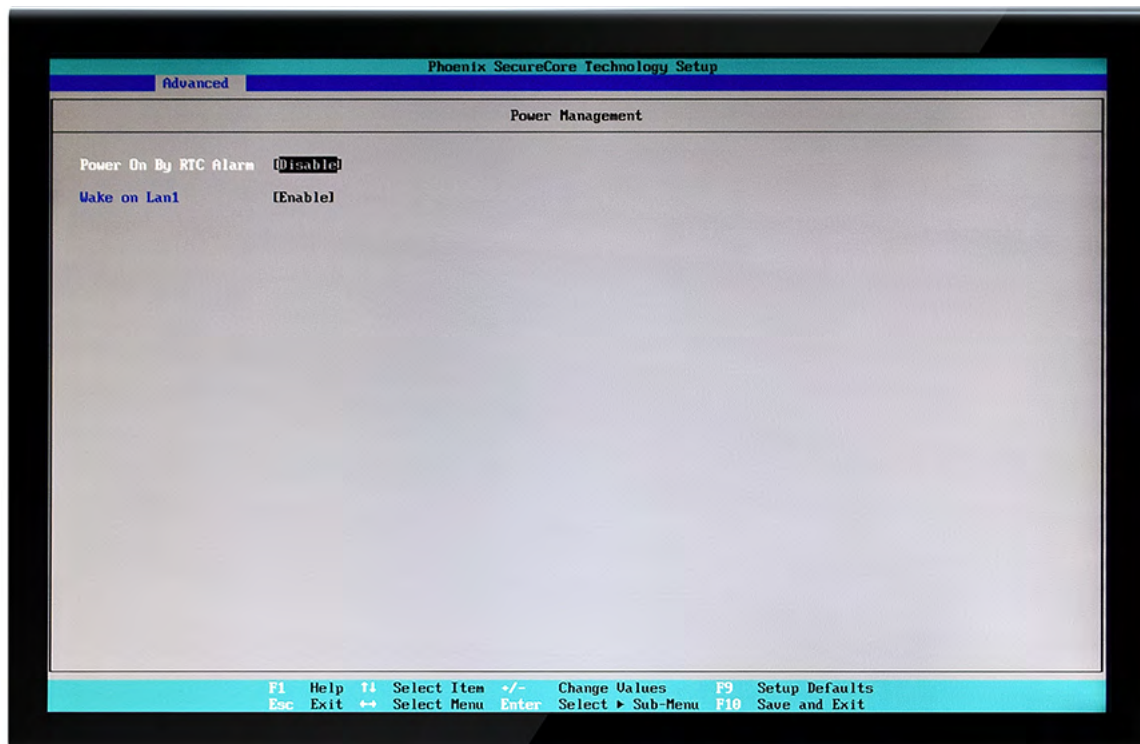 Phoenix SecureCore Technology Setup
Advanced
Power Management
Power On By RTC Alarm [Disable]
Wake on Lan1 [Enable]
F1 Help ↑↓ Select Item +/- Change Values F9 Setup Defaults
Esc Exit ↔ Select Menu Enter Select ► Sub-Menu F10 Save and Exit